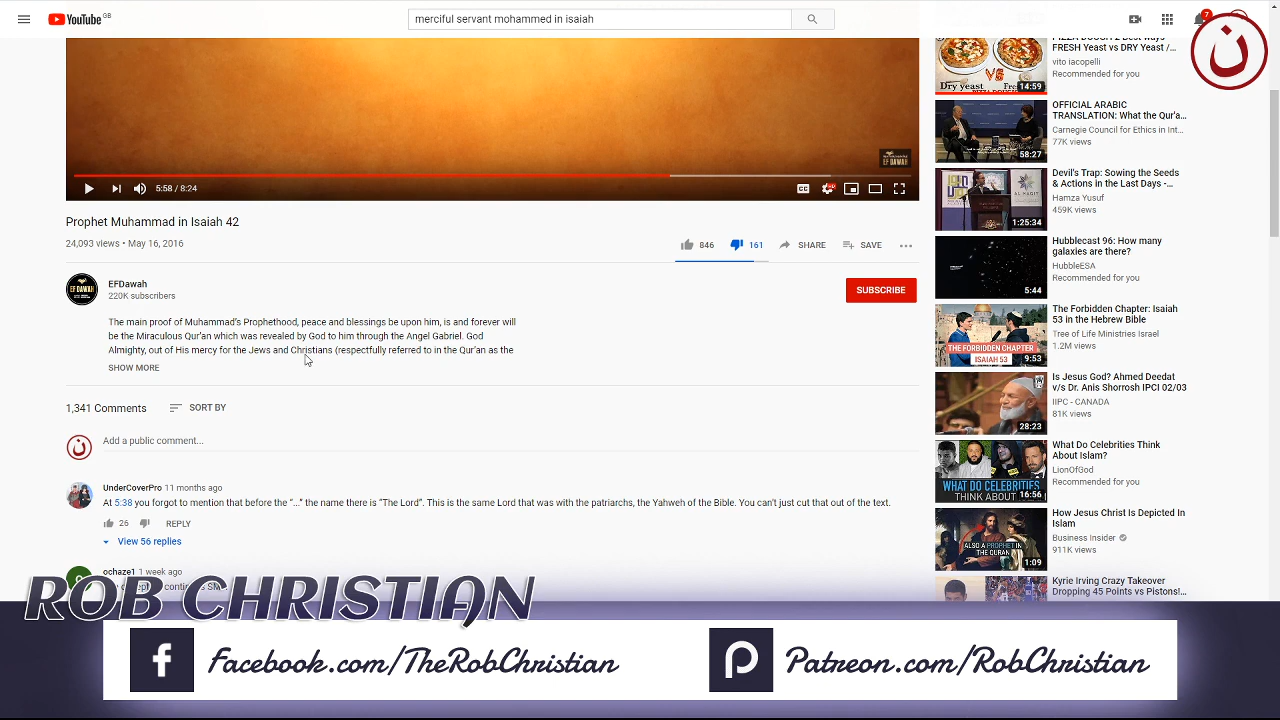 YouTube GB
merciful servant mohammed in isaiah
7
ن
EF DAWAH
5:58 / 8:24
CC
HD
Prophet Muhammad in Isaiah 42
24,093 views • May 16, 2016
846
161
SHARE
SAVE
EF DAWAH
EFDawah
220K subscribers
SUBSCRIBE
The main proof of Muhammad's Prophethood, peace and blessings be upon him, is and forever will
be the Miraculous Qur'an which was revealed by God to him through the Angel Gabriel. God
Almighty, out of His mercy for the Jews and Christians (respectfully referred to in the Qur'an as the
SHOW MORE
1,341 Comments
SORT BY
ن
Add a public comment...
UnderCoverPro 11 months ago
At 5:38 you forgot to mention that before the "..." there is "The Lord". This is the same Lord that was with the patriarchs, the Yahweh of the Bible. You can't just cut that out of the text.
26
REPLY
View 56 replies
ochaze1 1 week ago
FRESH Yeast vs DRY Yeast /...
vito iacopelli
Recommended for you
VS
Dry yeast
14:59
OFFICIAL ARABIC
TRANSLATION: What the Qur'a...
Carnegie Council for Ethics in Int...
77K views
58:27
Devil's Trap: Sowing the Seeds
& Actions in the Last Days -...
Hamza Yusuf
459K views
1:25:34
Hubblecast 96: How many
galaxies are there?
HubbleESA
Recommended for you
5:44
The Forbidden Chapter: Isaiah
53 in the Hebrew Bible
Tree of Life Ministries Israel
1.2M views
THE FORBIDDEN CHAPTER
ISAIAH 53
9:53
Is Jesus God? Ahmed Deedat
v/s Dr. Anis Shorrosh IPCI 02/03
IIPC - CANADA
81K views
28:23
What Do Celebrities Think
About Islam?
LionOfGod
Recommended for you
WHAT DO CELEBRITIES
THINK ABOUT
16:56
How Jesus Christ Is Depicted In
Islam
Business Insider
911K views
ALSO A PROPHET IN
THE QURAN
1:09
Kyrie Irving Crazy Takeover
Dropping 45 Points vs Pistons!...
ROB CHRISTIAN
Facebook.com/TheRobChristian
Patreon.com/RobChristian